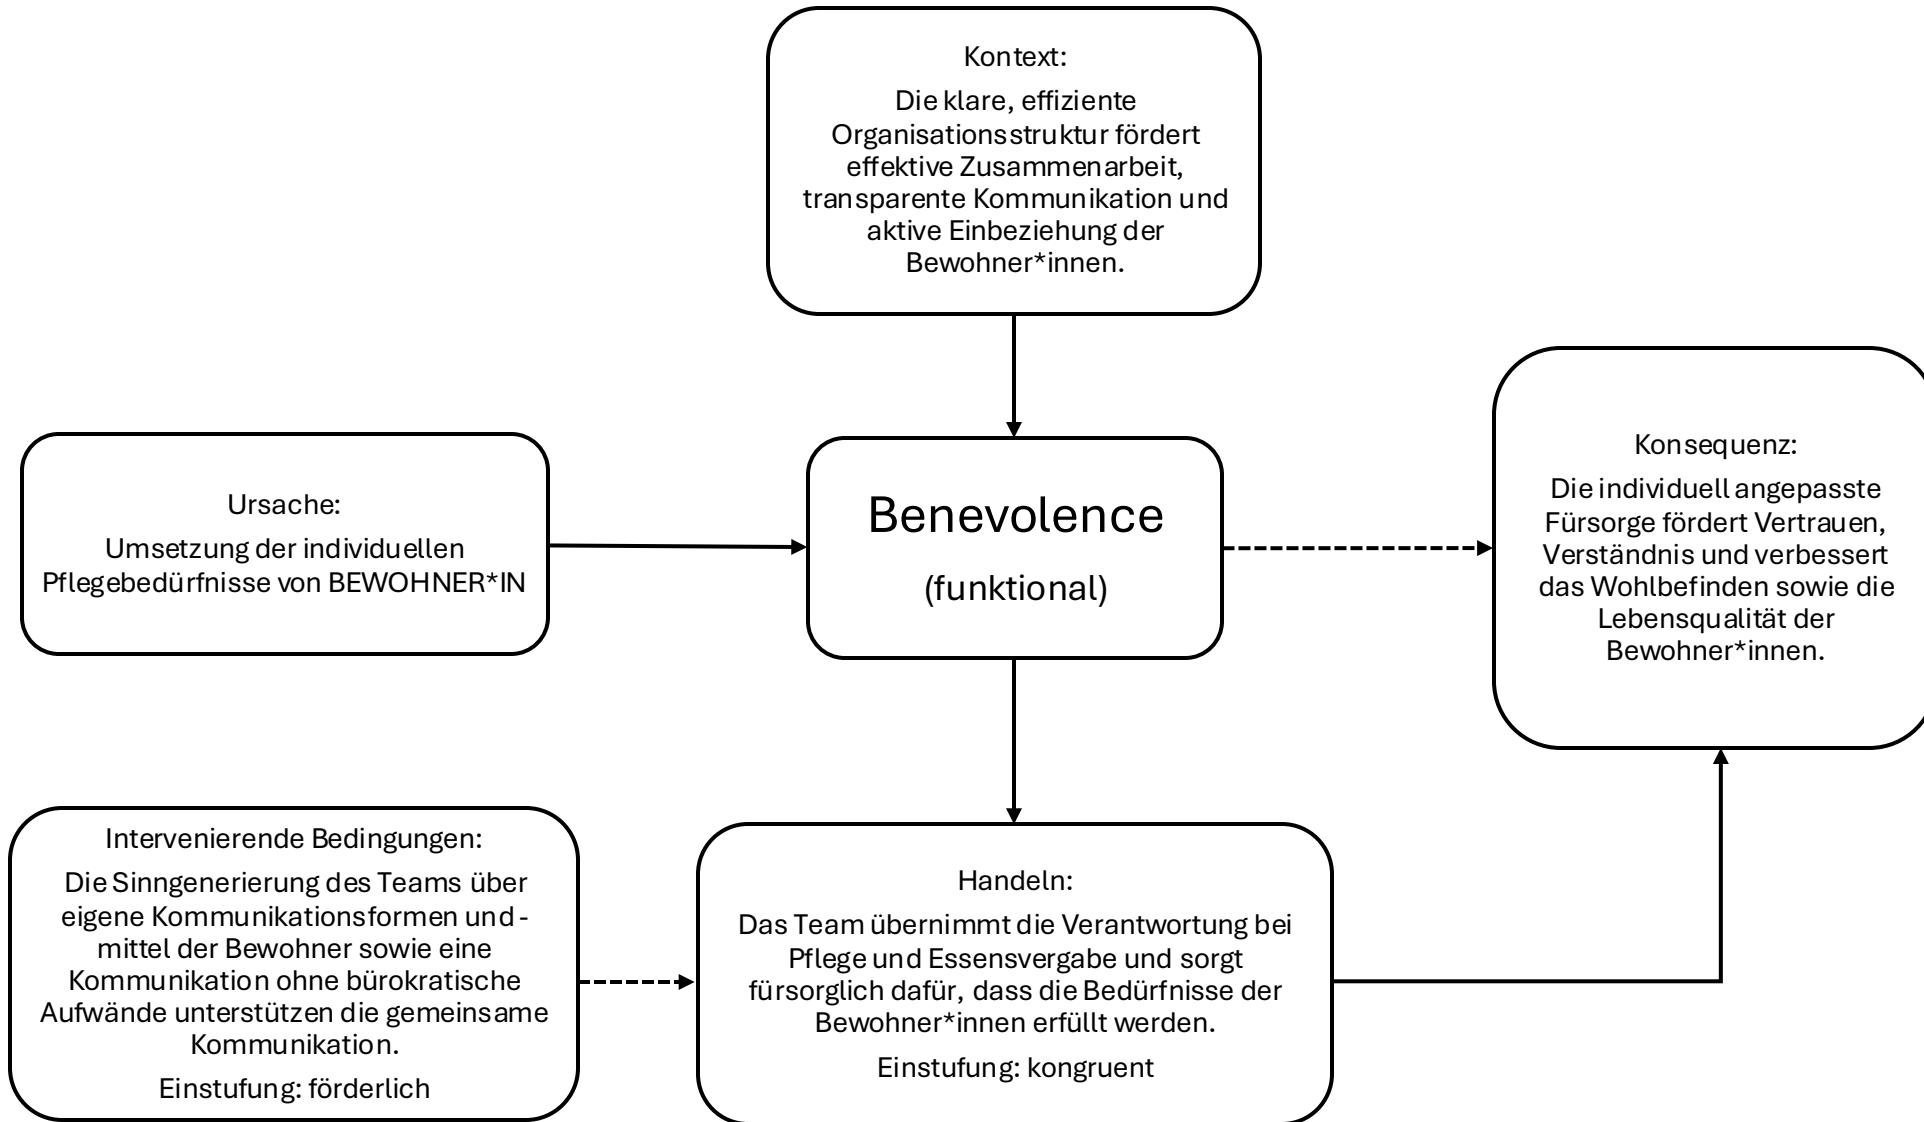 Kontext:
Die klare, effiziente
Organisationsstruktur fördert
effektive Zusammenarbeit,
transparente Kommunikation und
aktive Einbeziehung der
Bewohner*innen.
Ursache:
Umsetzung der individuellen
Pflegebedürfnisse von BEWOHNER*IN
Benevolence
(funktional)
Konsequenz:
Die individuell angepasste
Fürsorge fördert Vertrauen,
Verständnis und verbessert
das Wohlbefinden sowie die
Lebensqualität der
Bewohner*innen.
Intervenierende Bedingungen:
Die Sinngenerierung des Teams über
eigene Kommunikationsformen und -
mittel der Bewohner sowie eine
Kommunikation ohne bürokratische
Aufwände unterstützen die gemeinsame
Kommunikation.
Einstufung: förderlich
Handeln:
Das Team übernimmt die Verantwortung bei
Pflege und Essensvergabe und sorgt
fürsorglich dafür, dass die Bedürfnisse der
Bewohner*innen erfüllt werden.
Einstufung: kongruent